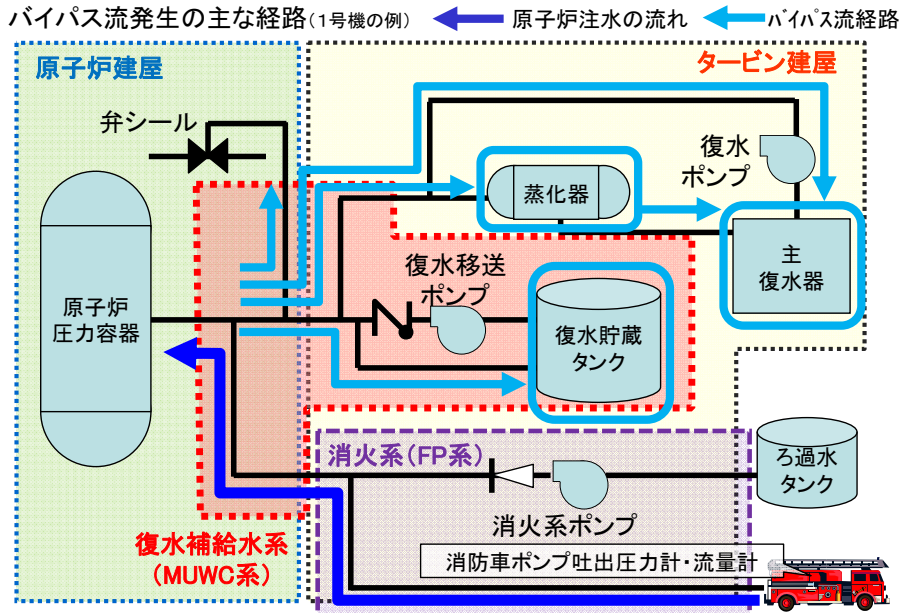 バイパス流発生の主な経路(1号機の例)
原子炉注水の流れ
バイパス流経路
原子炉建屋
タービン建屋
弁シール
復水
ポンプ
蒸化器
主
復水器
復水移送
ポンプ
原子炉
圧力容器
復水貯蔵
タンク
消火系(FP系)
ろ過水
タンク
消火系ポンプ
復水補給水系
(MUWC系)
消防車ポンプ吐出圧力計・流量計